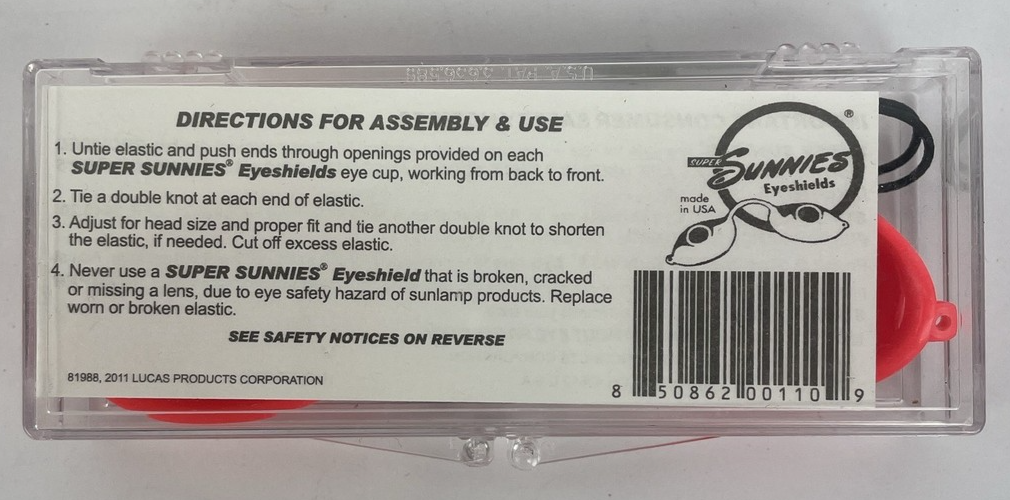 DIRECTIONS FOR ASSEMBLY & USE
1. Untie elastic and push ends through openings provided on each
SUPER SUNNIES® Eyeshields eye cup, working from back to front.
2. Tie a double knot at each end of elastic.
3. Adjust for head size and proper fit and tie another double knot to shorten
the elastic, if needed. Cut off excess elastic.
4. Never use a SUPER SUNNIES® Eyeshield that is broken, cracked
or missing a lens, due to eye safety hazard of sunlamp products. Replace
worn or broken elastic.
SEE SAFETY NOTICES ON REVERSE
81988, 2011 LUCAS PRODUCTS CORPORATION
®
SUPER SUNNIES
Eyeshields
made
in USA
8 50862 00110 9